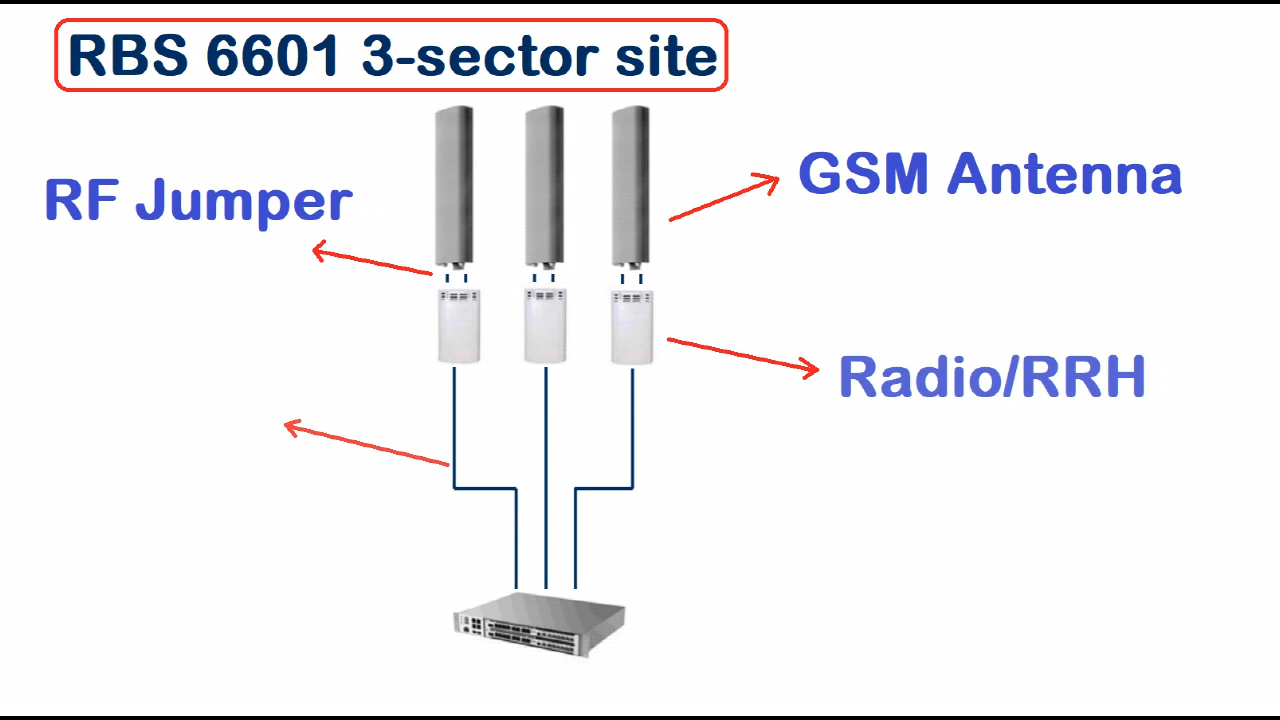 RBS 6601 3-sector site
RF Jumper
GSM Antenna
Radio/RRH